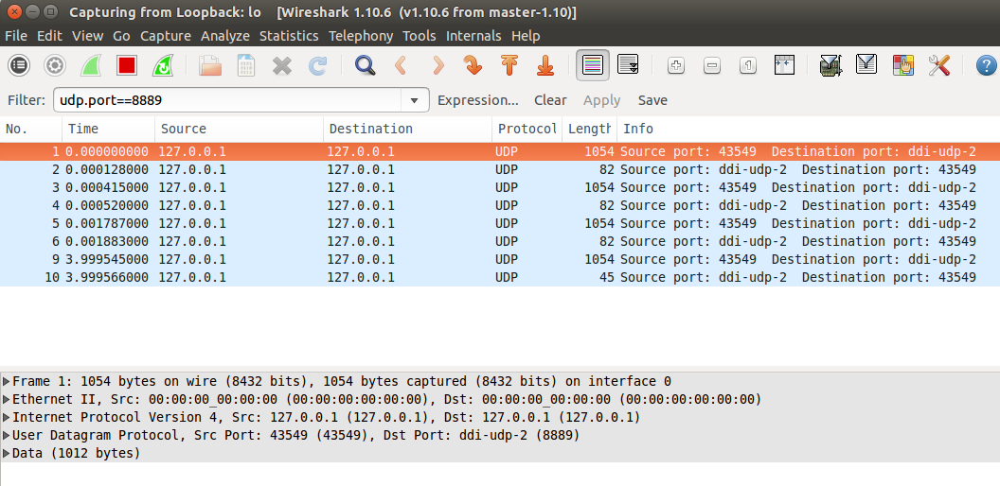 Capturing from Loopback: lo [Wireshark 1.10.6 (v1.10.6 from master-1.10)]
File Edit View Go Capture Analyze Statistics Telephony Tools Internals Help
Filter: udp.port==8889 Expression... Clear Apply Save
No. Time Source Destination Protocol Length Info
1 0.000000000 127.0.0.1 127.0.0.1 UDP 1054 Source port: 43549 Destination port: ddi-udp-2
2 0.000128000 127.0.0.1 127.0.0.1 UDP 82 Source port: ddi-udp-2 Destination port: 43549
3 0.000415000 127.0.0.1 127.0.0.1 UDP 1054 Source port: 43549 Destination port: ddi-udp-2
4 0.000520000 127.0.0.1 127.0.0.1 UDP 82 Source port: ddi-udp-2 Destination port: 43549
5 0.001787000 127.0.0.1 127.0.0.1 UDP 1054 Source port: 43549 Destination port: ddi-udp-2
6 0.001883000 127.0.0.1 127.0.0.1 UDP 82 Source port: ddi-udp-2 Destination port: 43549
9 3.999545000 127.0.0.1 127.0.0.1 UDP 1054 Source port: 43549 Destination port: ddi-udp-2
10 3.999566000 127.0.0.1 127.0.0.1 UDP 45 Source port: ddi-udp-2 Destination port: 43549
Frame 1: 1054 bytes on wire (8432 bits), 1054 bytes captured (8432 bits) on interface 0
Ethernet II, Src: 00:00:00_00:00:00 (00:00:00:00:00:00), Dst: 00:00:00_00:00:00 (00:00:00:00:00:00)
Internet Protocol Version 4, Src: 127.0.0.1 (127.0.0.1), Dst: 127.0.0.1 (127.0.0.1)
User Datagram Protocol, Src Port: 43549 (43549), Dst Port: ddi-udp-2 (8889)
Data (1012 bytes)